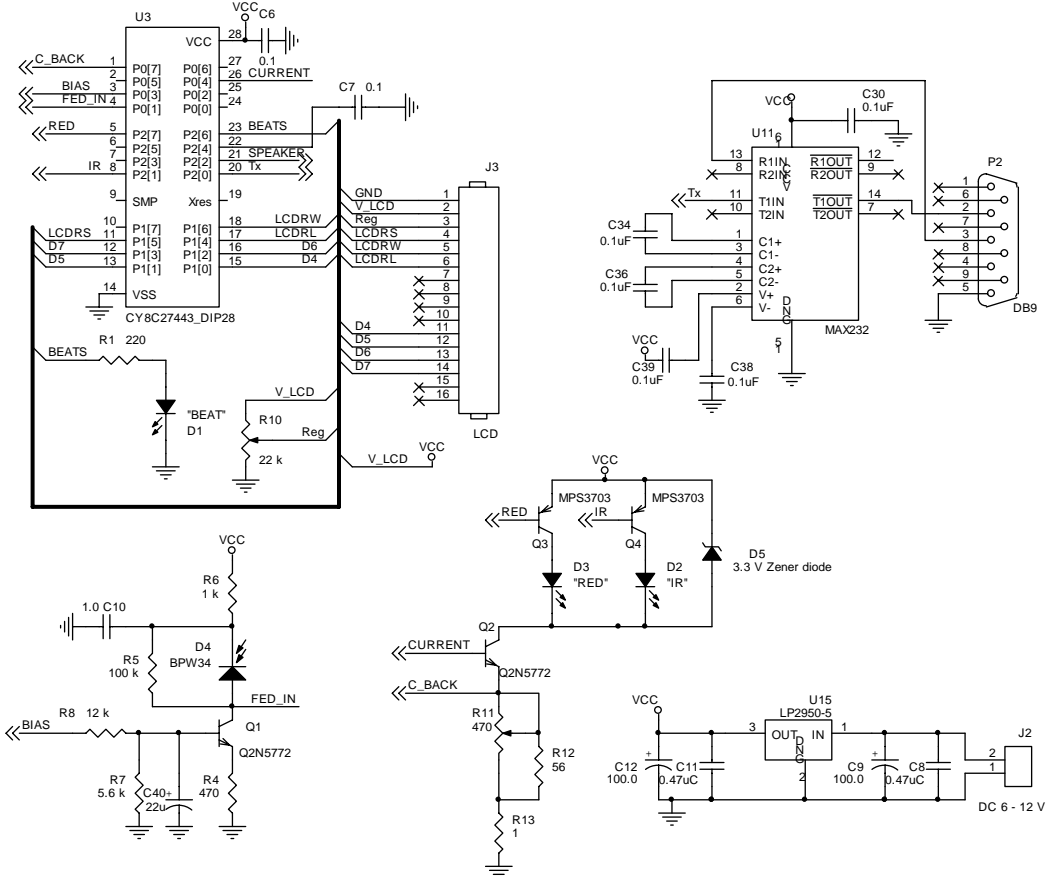 U3
VCC
C6
0.1
VCC 28
C_BACK 1 P0[7] P0[6] 27
2 P0[5] P0[4] 26 CURRENT
BIAS 3 P0[3] P0[2] 25
FED_IN 4 P0[1] P0[0] 24
C7 0.1
RED 5 P2[7] P2[6] 23 BEATS
6 P2[5] P2[4] 22
7 P2[3] P2[2] 21 SPEAKER
IR 8 P2[1] P2[0] 20 Tx
9 SMP Xres 19
10 P1[7] P1[6] 18 LCDRW
LCDRS 11 P1[5] P1[4] 17 LCDRL
D7 12 P1[3] P1[2] 16 D6
D5 13 P1[1] P1[0] 15 D4
14 VSS
CY8C27443_DIP28
J3
GND 1
V_LCD 2
Reg 3
LCDRS 4
LCDRW 5
LCDRL 6
7
8
9
10
D4 11
D5 12
D6 13
D7 14
15
16
LCD
R1 220
BEATS
"BEAT"
D1
V_LCD
R10
Reg
22 k
V_LCD
VCC
VCC
C30
0.1uF
U11
6
13 R1IN VCC R1OUT 12
8 R2IN R2OUT 9
Tx 11 T1IN T1OUT 14
10 T2IN T2OUT 7
C34
0.1uF
1 C1+
3 C1-
C36
0.1uF
4 C2+
5 C2-
2 V+
6 V-
GND
15
MAX232
VCC
C39
0.1uF
C38
0.1uF
P2
1
6
2
7
3
8
4
9
5
DB9
VCC
MPS3703
MPS3703
RED
IR
Q3
Q4
D3
"RED"
D2
"IR"
D5
3.3 V Zener diode
Q2
CURRENT
Q2N5772
C_BACK
R11
470
R12
56
R13
1
VCC
R6
1 k
1.0 C10
D4
BPW34
R5
100 k
FED_IN
BIAS
R8 12 k
Q1
Q2N5772
R7
5.6 k
C40+
22u
R4
470
VCC
U15
LP2950-5
3 OUT GND IN 1
2
+
C12
100.0
C11
0.47uC
+
C9
100.0
C8
0.47uC
J2
2
1
DC 6 - 12 V